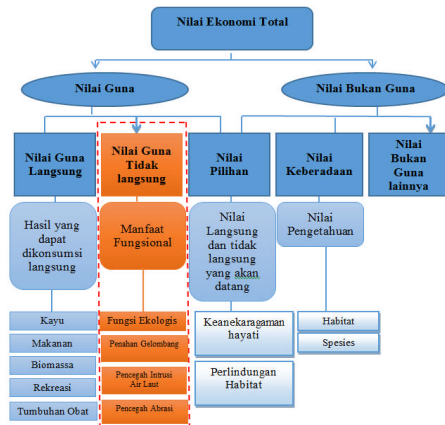 Nilai Ekonomi Total
Nilai Guna
Nilai Bukan Guna
Nilai Guna
Langsung
Nilai Guna
Tidak
langsung
Nilai
Pilihan
Nilai
Keberadaan
Nilai
Bukan
Guna
lainnya
Hasil yang
dapat
dikonsumsi
langsung
Manfaat
Fungsional
Nilai
Langsung
dan tidak
langsung
yang akan
datang
Nilai
Pengetahuan
Kayu
Makanan
Biomassa
Rekreasi
Tumbuhan Obat
Fungsi Ekologis
Penahan Gelombang
Pencegah Intrusi
Air Laut
Pencegah Abrasi
Keanekaragaman
hayati
Perlindungan
Habitat
Habitat
Spesies